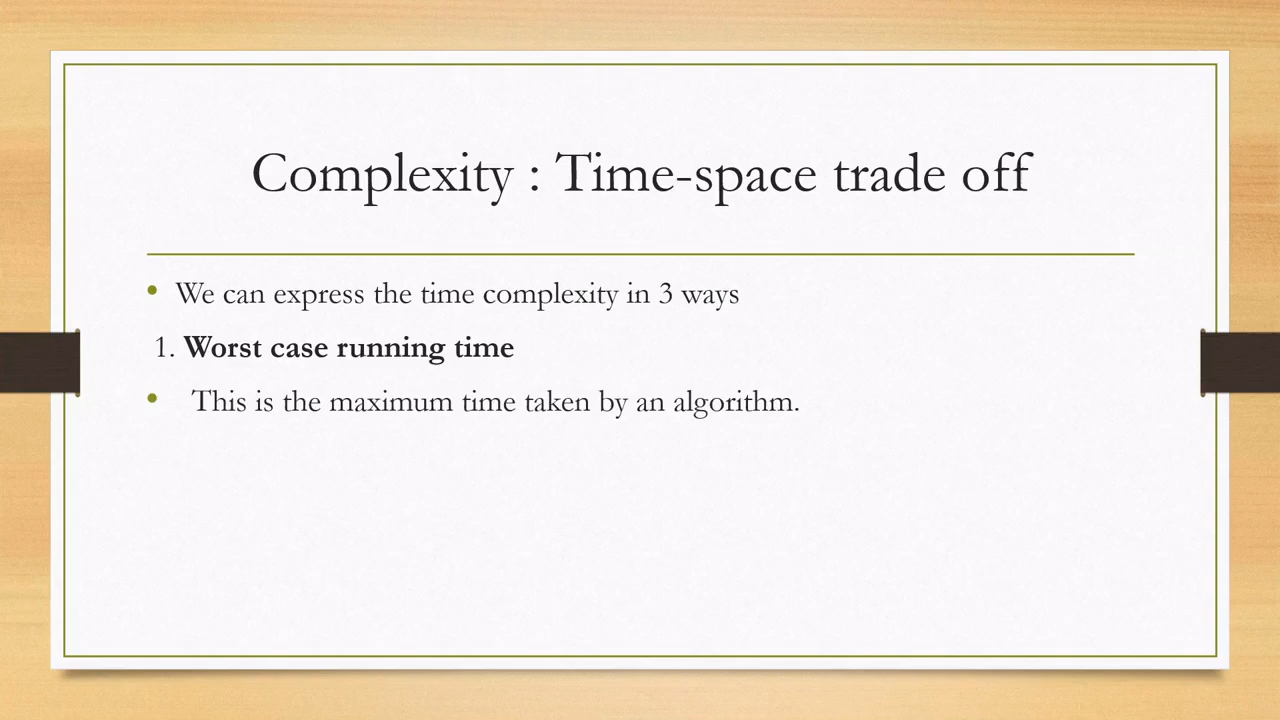 Complexity : Time-space trade off
• We can express the time complexity in 3 ways
1. Worst case running time
• This is the maximum time taken by an algorithm.